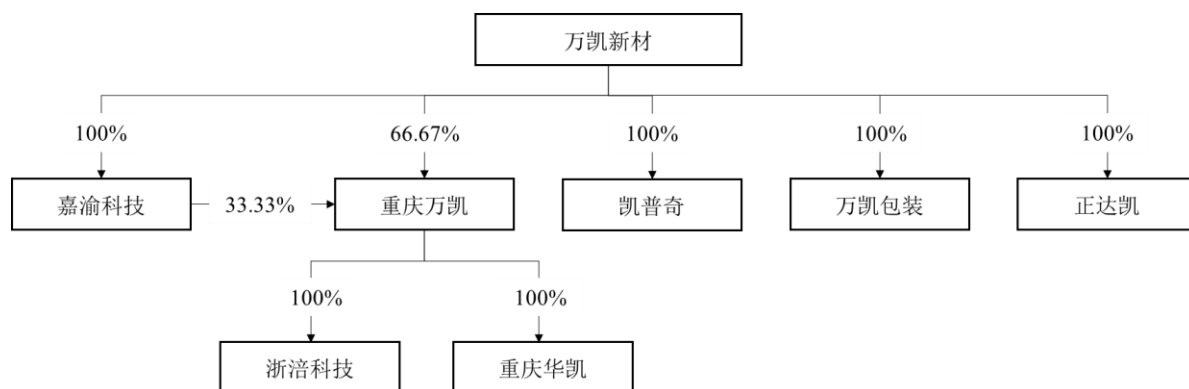 万凯新材
100%
66.67%
100%
100%
100%
嘉渝科技
33.33%
重庆万凯
凯普奇
万凯包装
正达凯
100%
100%
浙涪科技
重庆华凯